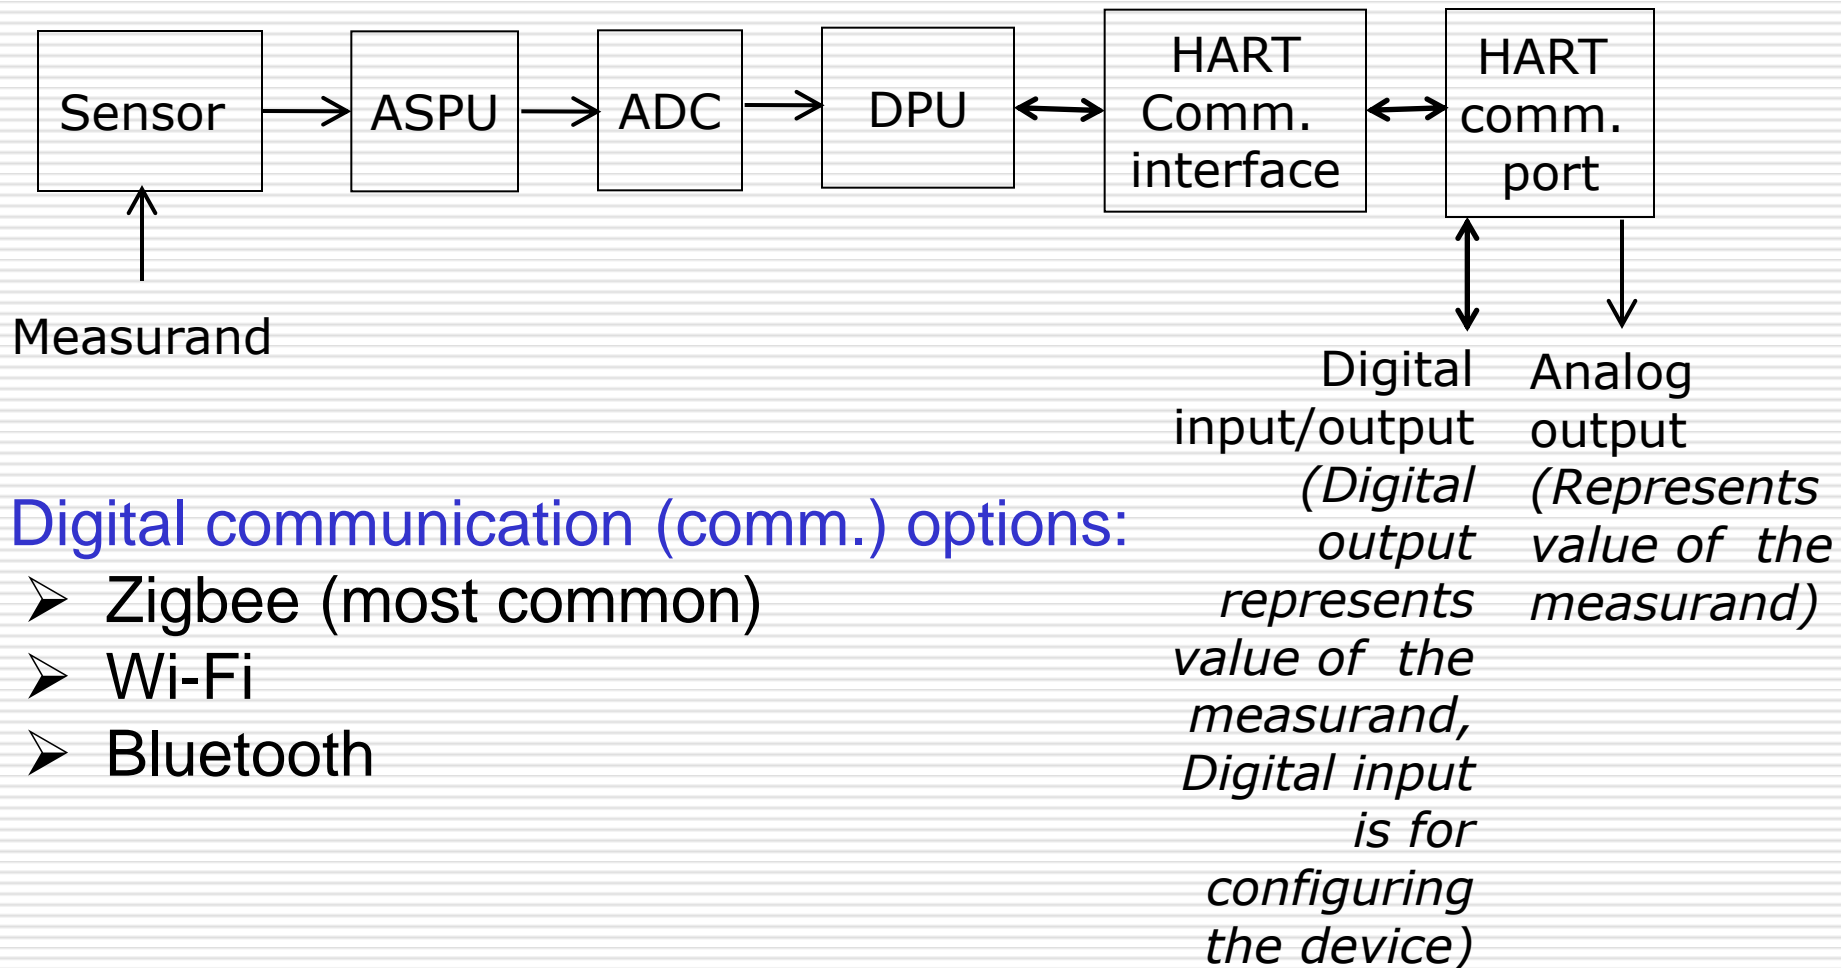 Sensor
ASPU
ADC
DPU
HART
Comm.
interface
HART
comm.
port
Measurand
Digital
input/output
(Digital
output
represents
value of the
measurand,
Digital input
is for
configuring
the device)
Analog
output
(Represents
value of the
measurand)
Digital communication (comm.) options:
➢ Zigbee (most common)
➢ Wi-Fi
➢ Bluetooth